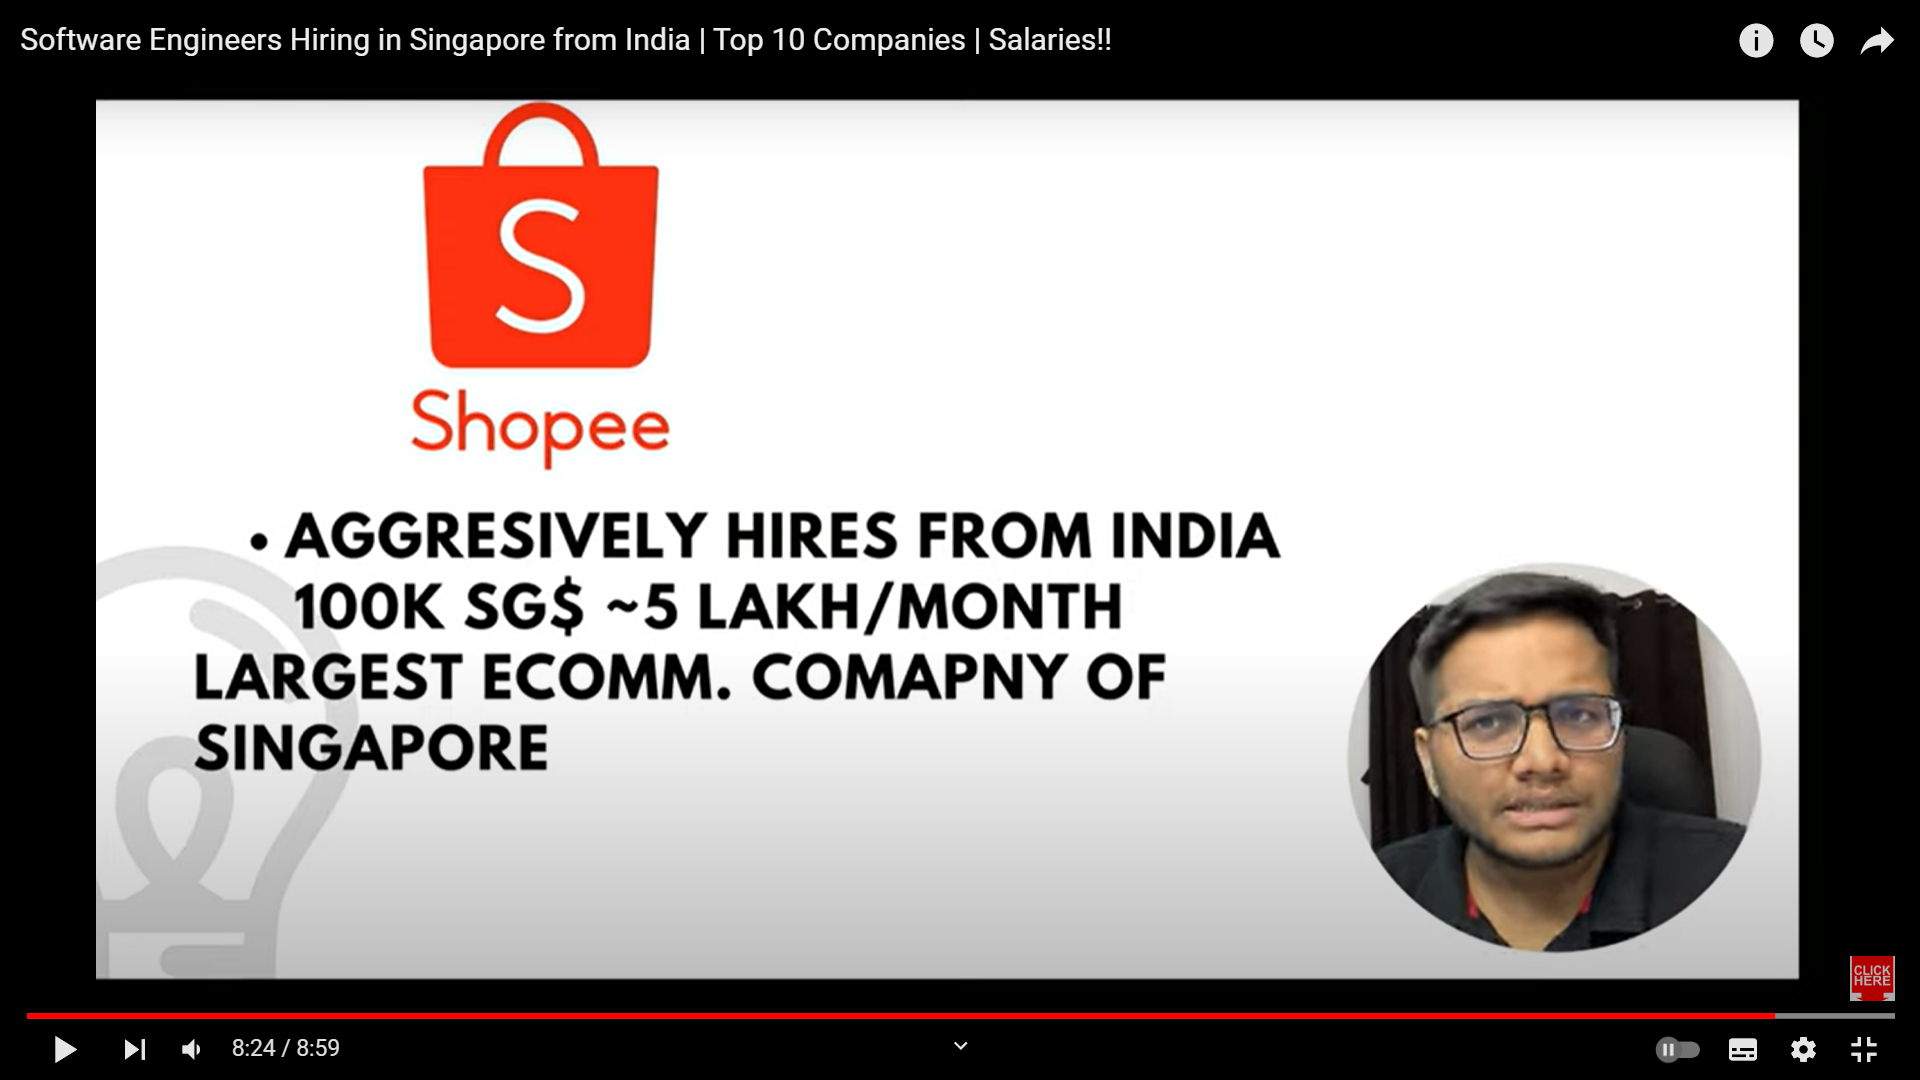 Software Engineers Hiring in Singapore from India | Top 10 Companies | Salaries!!
S
Shopee
• AGGRESIVELY HIRES FROM INDIA
100K SG$ ~5 LAKH/MONTH
LARGEST ECOMM. COMAPNY OF
SINGAPORE
CLICK
HERE
8:24 / 8:59